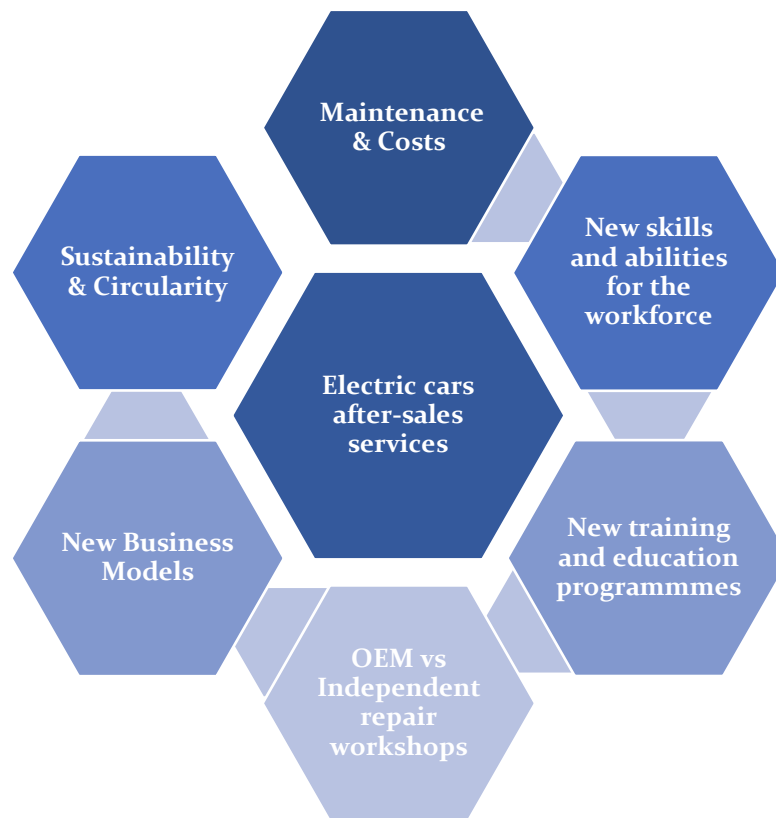 Maintenance
& Costs
New skills
and abilities
for the
workforce
Sustainability
& Circularity
Electric cars
after-sales
services
New training
and education
programmmes
New Business
Models
OEM vs
Independent
repair
workshops